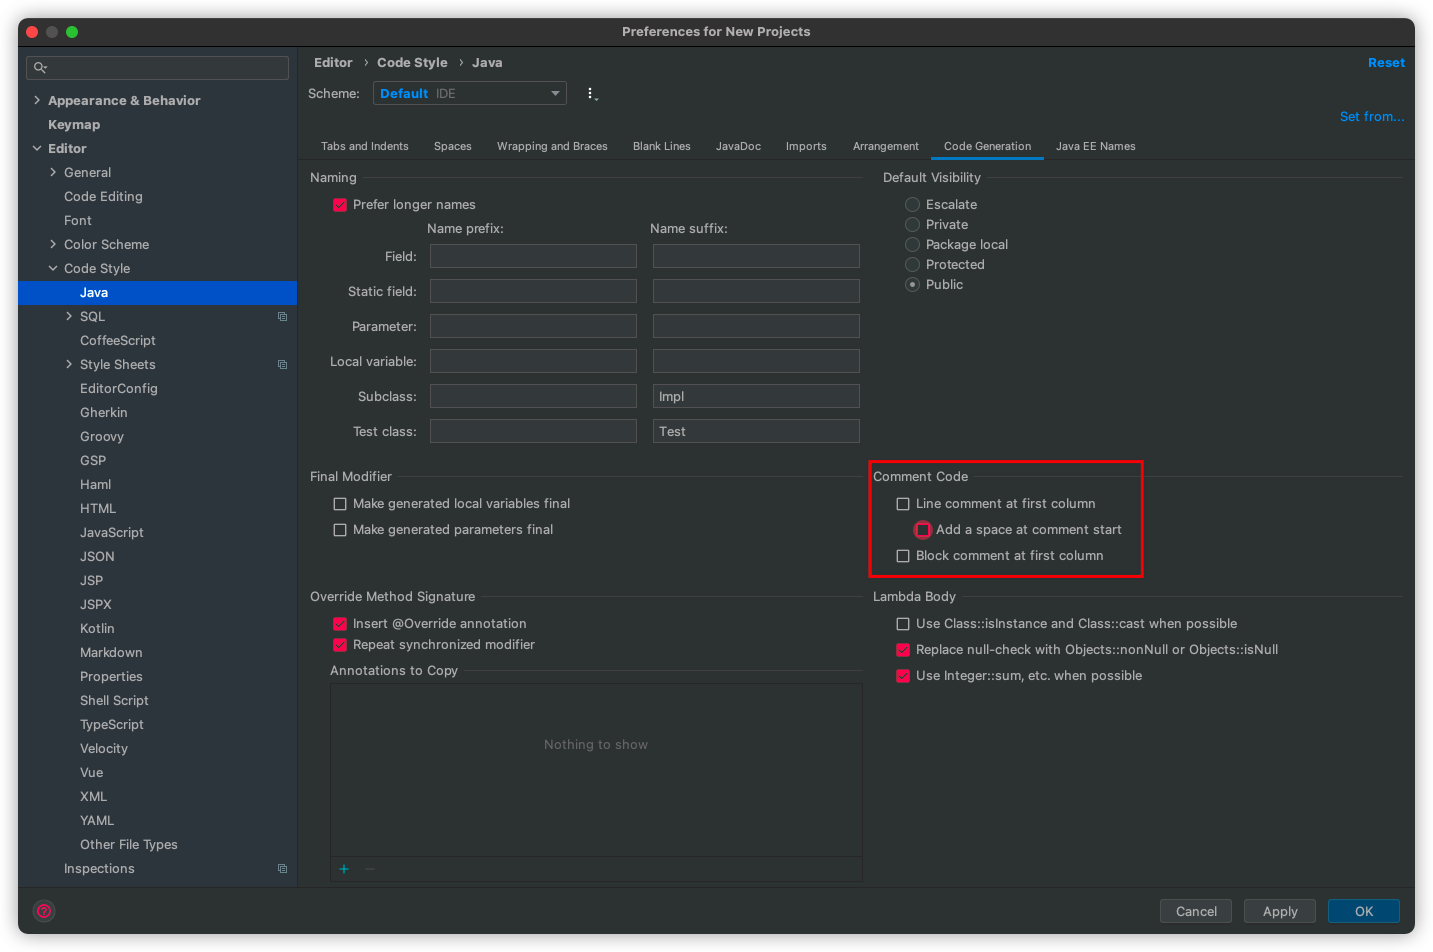 Preferences for New Projects
Appearance & Behavior
Keymap
Editor
General
Code Editing
Font
Color Scheme
Code Style
Java
SQL
CoffeeScript
Style Sheets
EditorConfig
Gherkin
Groovy
GSP
Haml
HTML
JavaScript
JSON
JSP
JSPX
Kotlin
Markdown
Properties
Shell Script
TypeScript
Velocity
Vue
XML
YAML
Other File Types
Inspections
Editor › Code Style › Java
Reset
Scheme: Default IDE
Set from...
Tabs and Indents Spaces Wrapping and Braces Blank Lines JavaDoc Imports Arrangement Code Generation Java EE Names
Naming
Prefer longer names
Name prefix: Name suffix:
Field:
Static field:
Parameter:
Local variable:
Subclass: Impl
Test class: Test
Default Visibility
Escalate
Private
Package local
Protected
Public
Final Modifier
Make generated local variables final
Make generated parameters final
Comment Code
Line comment at first column
Add a space at comment start
Block comment at first column
Override Method Signature
Insert @Override annotation
Repeat synchronized modifier
Annotations to Copy
Nothing to show
Lambda Body
Use Class::isInstance and Class::cast when possible
Replace null-check with Objects::nonNull or Objects::isNull
Use Integer::sum, etc. when possible
?
Cancel Apply OK